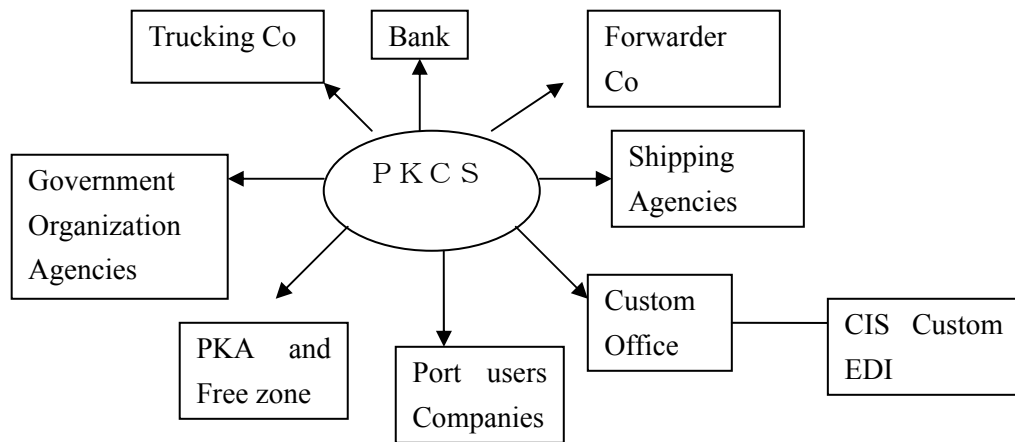 Trucking Co
Bank
Forwarder
Co
ＰＫＣＳ
Government
Organization
Agencies
Shipping
Agencies
PKA and
Free zone
Port users
Companies
Custom
Office
CIS Custom
EDI